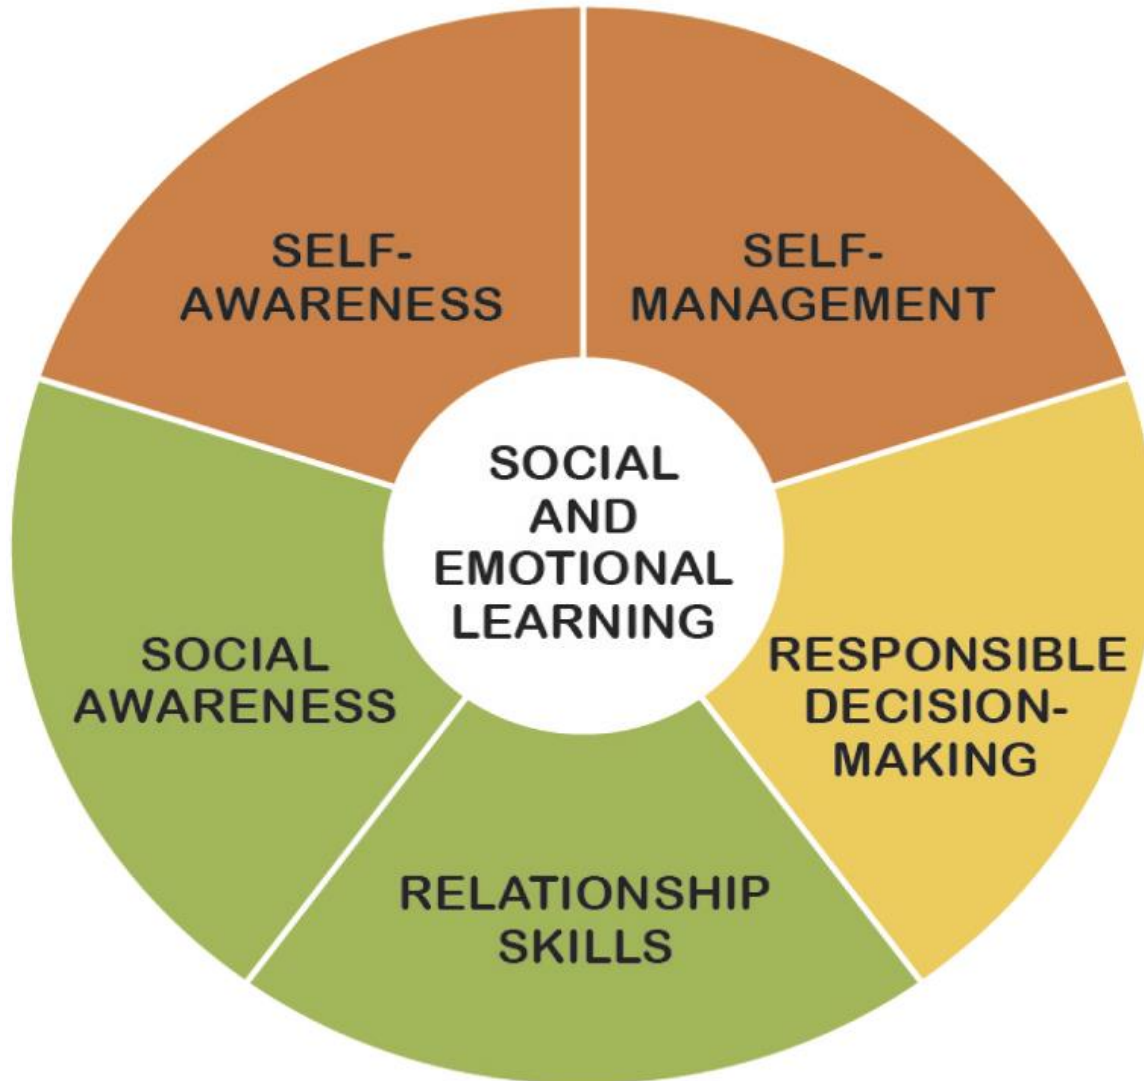 SELF-
AWARENESS
SELF-
MANAGEMENT
SOCIAL
AND
EMOTIONAL
LEARNING
SOCIAL
AWARENESS
RESPONSIBLE
DECISION-
MAKING
RELATIONSHIP
SKILLS